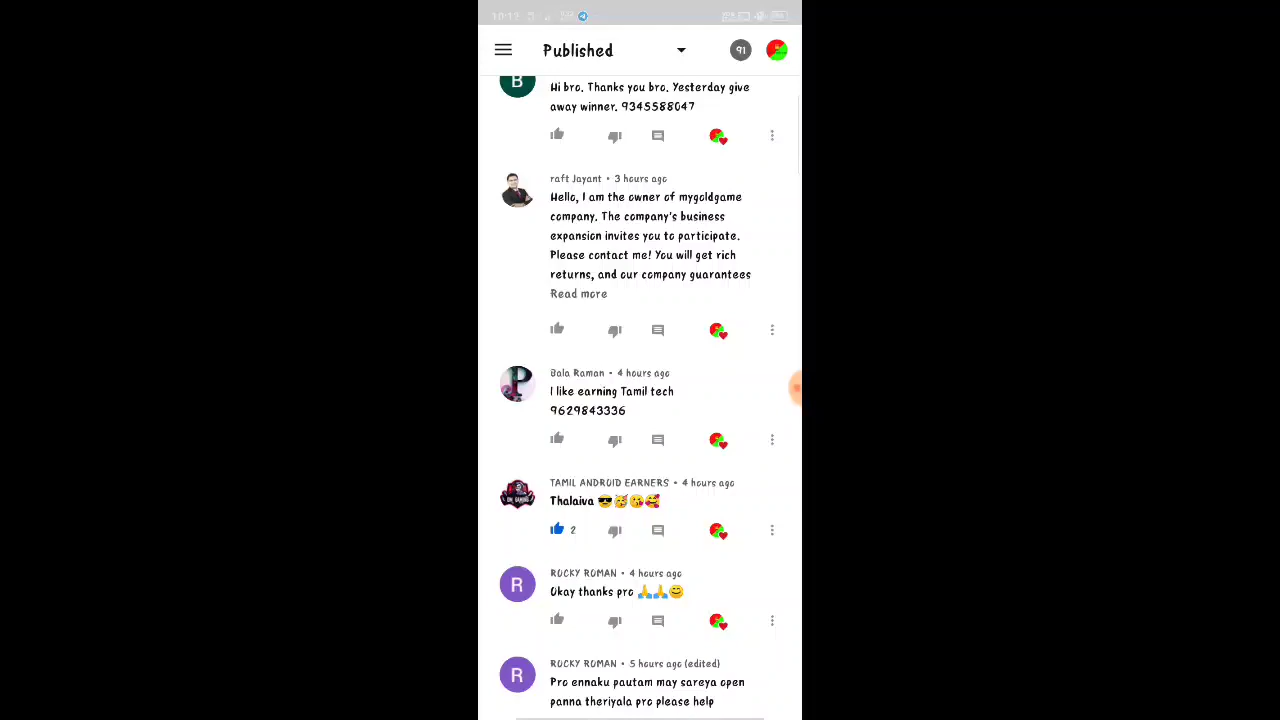 10:13
Published
91
B
Hi bro. Thanks you bro. Yesterday give
away winner. 9345588047
raft Jayant • 3 hours ago
Hello, I am the owner of mygoldgame
company. The company's business
expansion invites you to participate.
Please contact me! You will get rich
returns, and our company guarantees
Read more
Bala Raman • 4 hours ago
I like earning Tamil tech
9629843336
TAMIL ANDROID EARNERS • 4 hours ago
Thalaiva 😎🥳😘🥰
2
R
ROCKY ROMAN • 4 hours ago
Okay thanks pro 🙏🙏😊
R
ROCKY ROMAN • 5 hours ago (edited)
Pro ennaku pautam may sareya open
panna theriyala pro please help